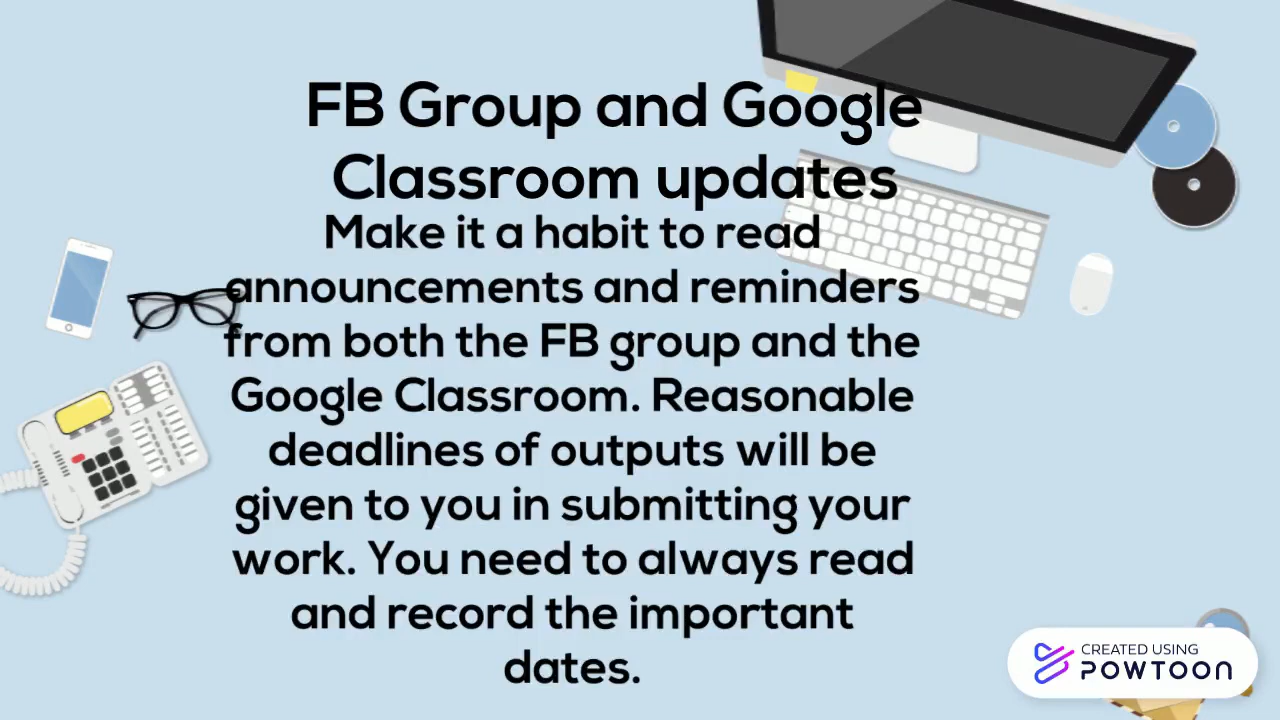 FB Group and Google
Classroom updates
Make it a habit to read
announcements and reminders
from both the FB group and the
Google Classroom. Reasonable
deadlines of outputs will be
given to you in submitting your
work. You need to always read
and record the important
dates.
CREATED USING
POWTOON